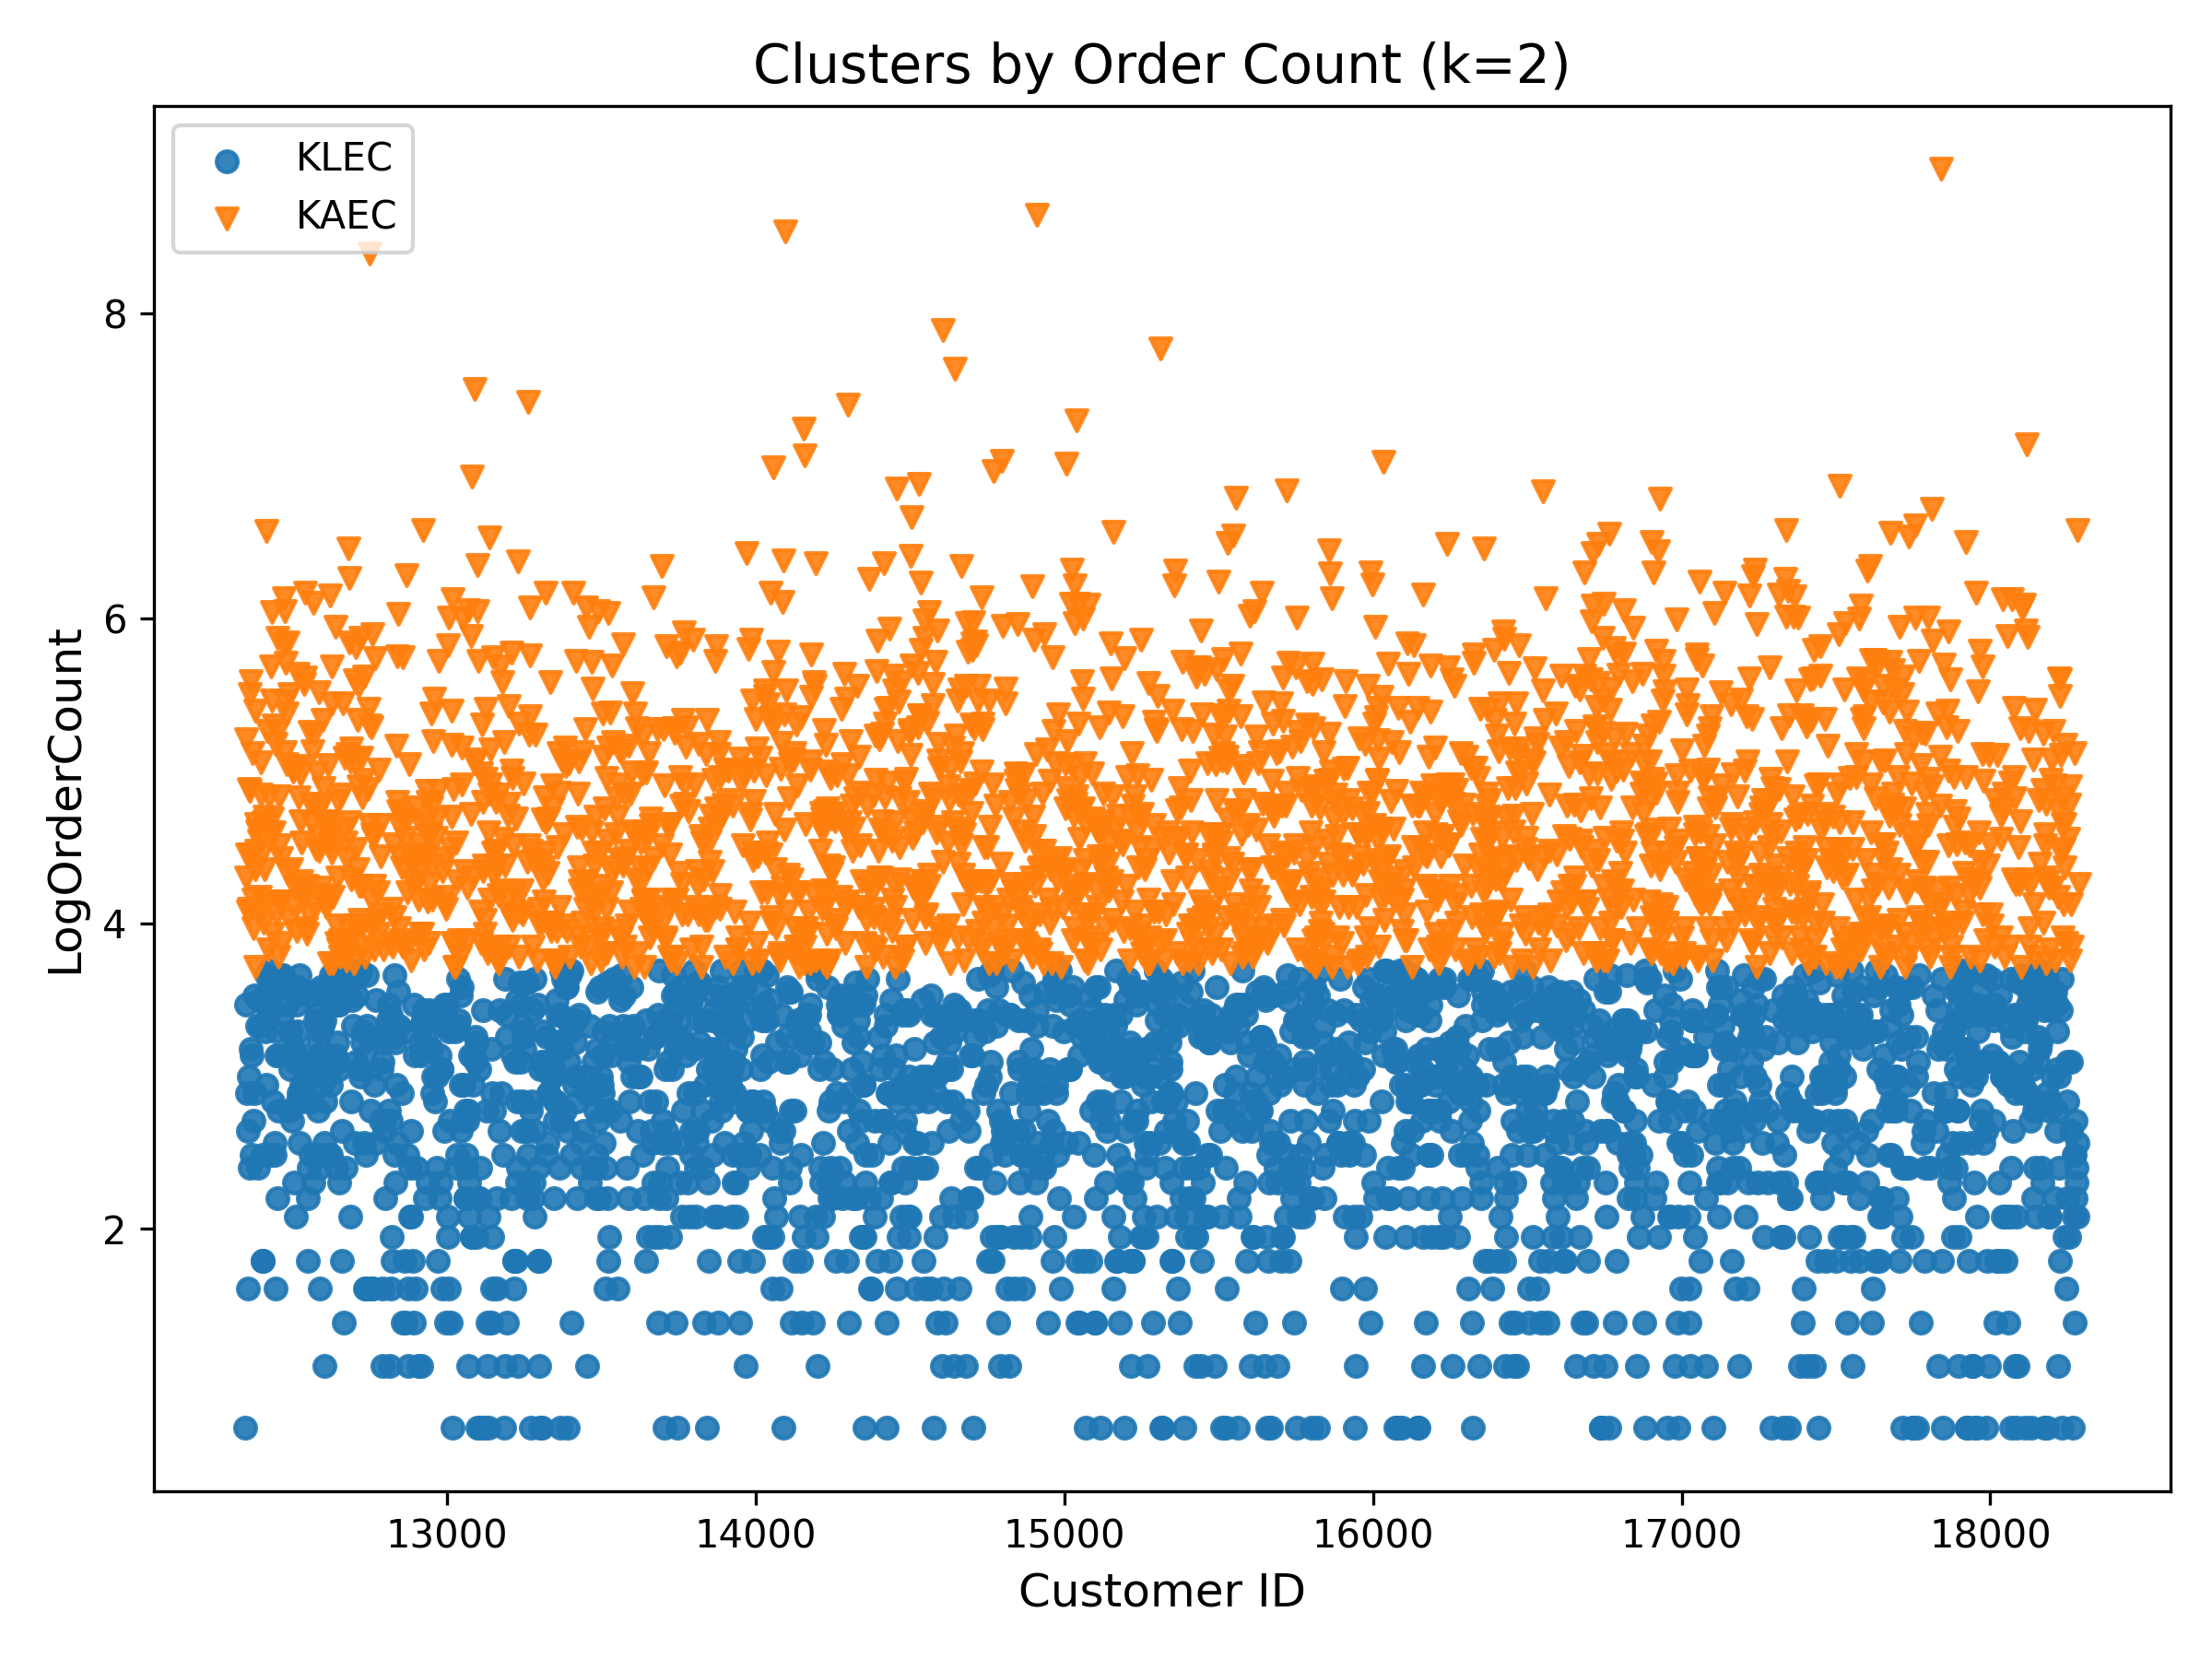 Clusters by Order Count (k=2)
KLEC
KAEC
LogOrderCount
8
6
4
2
13000 14000 15000 16000 17000 18000
Customer ID